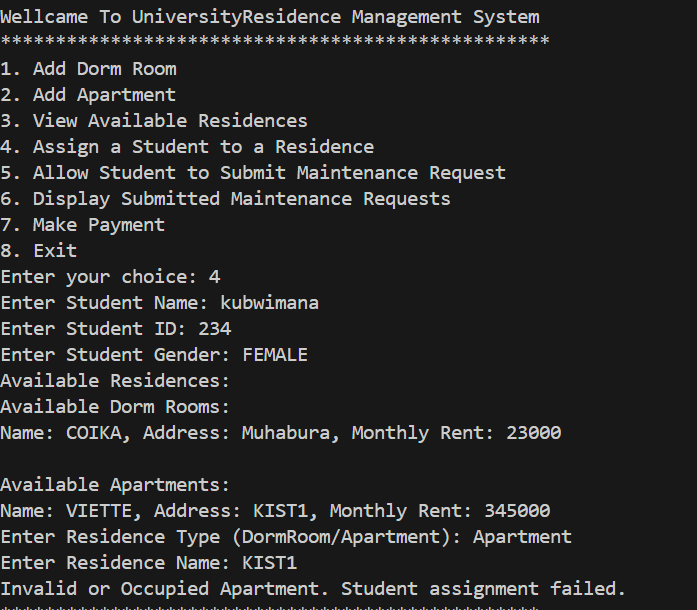 Wellcame To UniversityResidence Management System
**************************************************
1. Add Dorm Room
2. Add Apartment
3. View Available Residences
4. Assign a Student to a Residence
5. Allow Student to Submit Maintenance Request
6. Display Submitted Maintenance Requests
7. Make Payment
8. Exit
Enter your choice: 4
Enter Student Name: kubwimana
Enter Student ID: 234
Enter Student Gender: FEMALE
Available Residences:
Available Dorm Rooms:
Name: COIKA, Address: Muhabura, Monthly Rent: 23000
Available Apartments:
Name: VIETTE, Address: KIST1, Monthly Rent: 345000
Enter Residence Type (DormRoom/Apartment): Apartment
Enter Residence Name: KIST1
Invalid or Occupied Apartment. Student assignment failed.
*************************************************